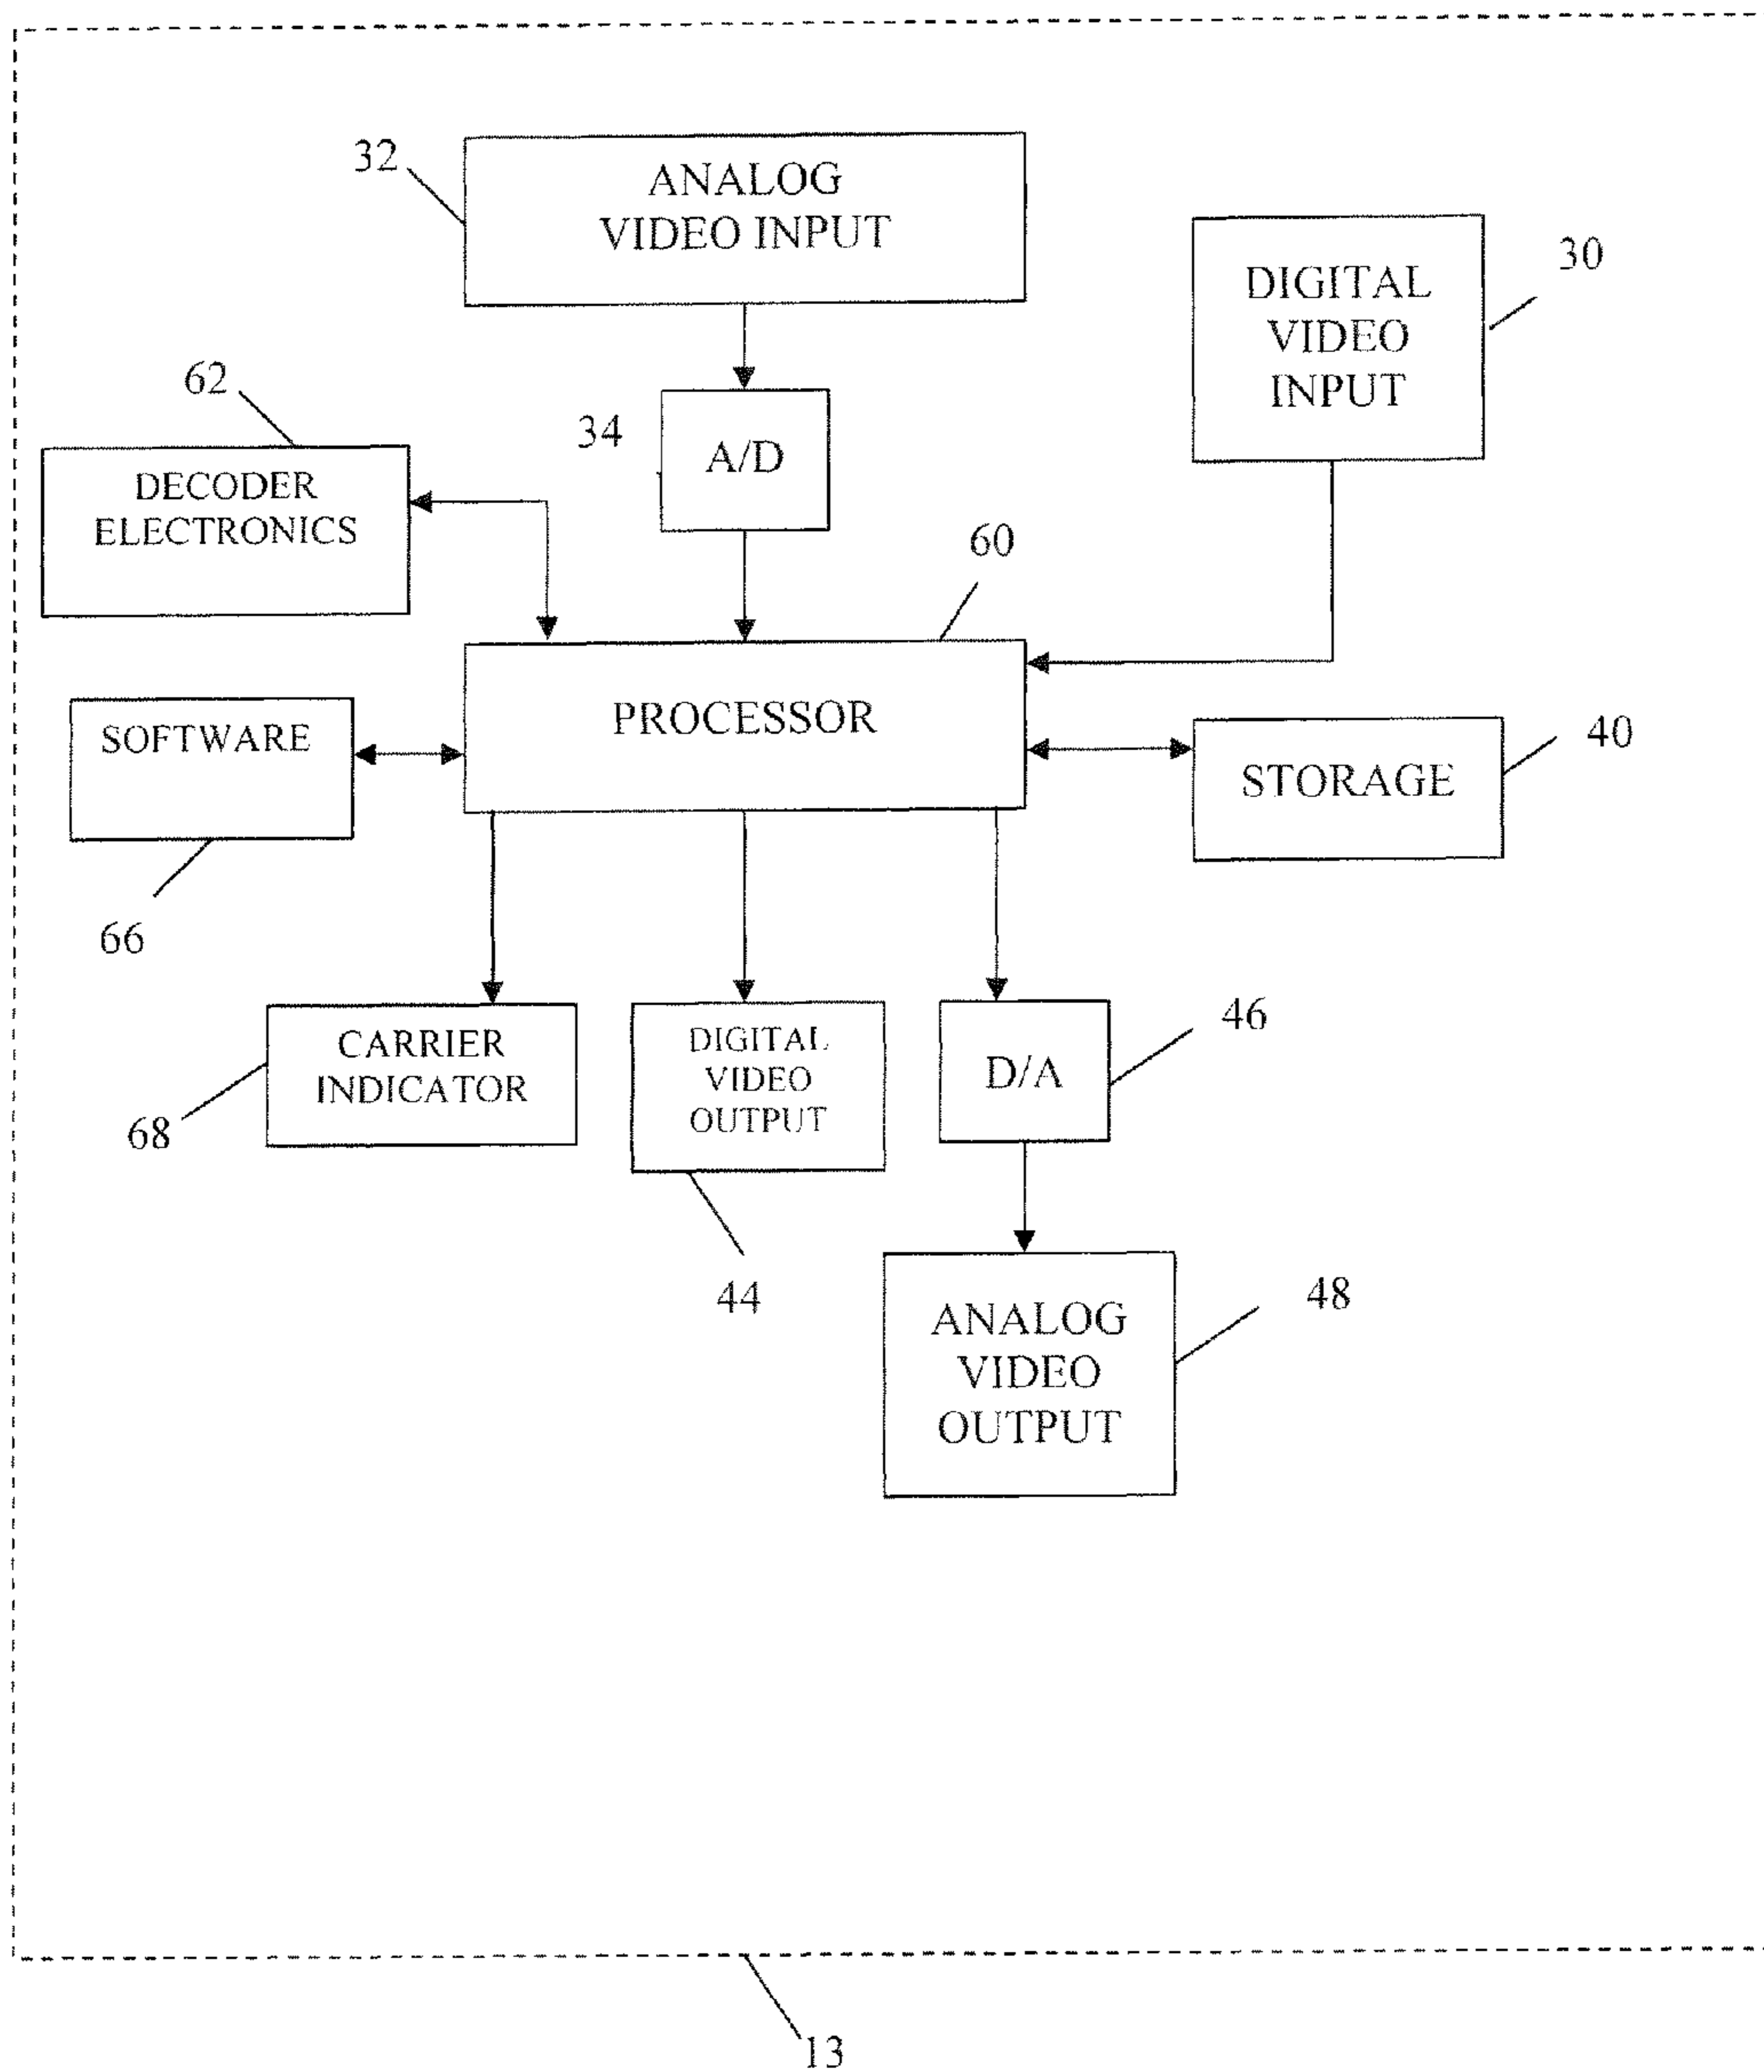 32
ANALOG
VIDEO INPUT
30
DIGITAL
VIDEO
INPUT
62
34
A/D
DECODER
ELECTRONICS
60
PROCESSOR
SOFTWARE
40
STORAGE
66
46
CARRIER
INDICATOR
DIGITAL
VIDEO
OUTPUT
D/A
68
44
48
ANALOG
VIDEO
OUTPUT
13